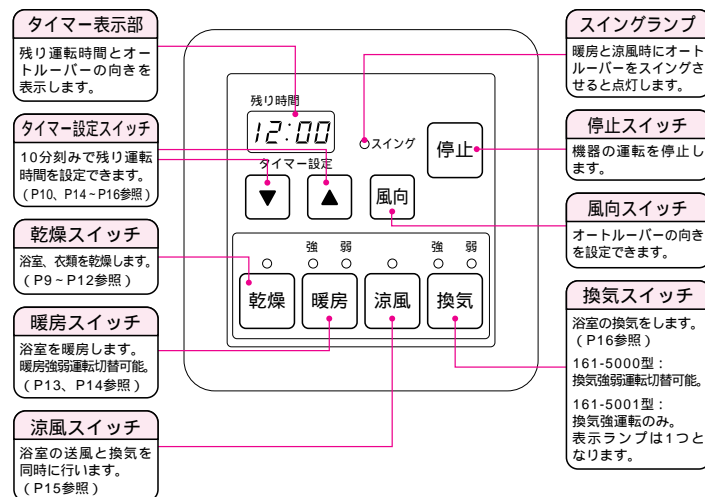 タイマー表示部
残り運転時間とオー
トルーバーの向きを
表示します。
タイマー設定スイッチ
10分刻みで残り運転
時間を設定できます。
(P10、P14~P16参照)
乾燥スイッチ
浴室、衣類を乾燥します。
(P9~P12参照)
暖房スイッチ
浴室を暖房します。
暖房強弱運転切替可能。
(P13、P14参照)
涼風スイッチ
浴室の送風と換気を
同時に行います。
(P15参照)
残り時間
12:00
スイング
停止
タイマー設定
▼
▲
風向
強 弱
強 弱
乾燥
暖房
涼風
換気
スイングランプ
暖房と涼風時にオート
ルーバーをスイングさ
せると点灯します。
停止スイッチ
機器の運転を停止し
ます。
風向スイッチ
オートルーバーの向き
を設定できます。
換気スイッチ
浴室の換気をします。
(P16参照)
161-5000型:
換気強弱運転切替可能。
161-5001型:
換気強運転のみ。
表示ランプは1つと
なります。